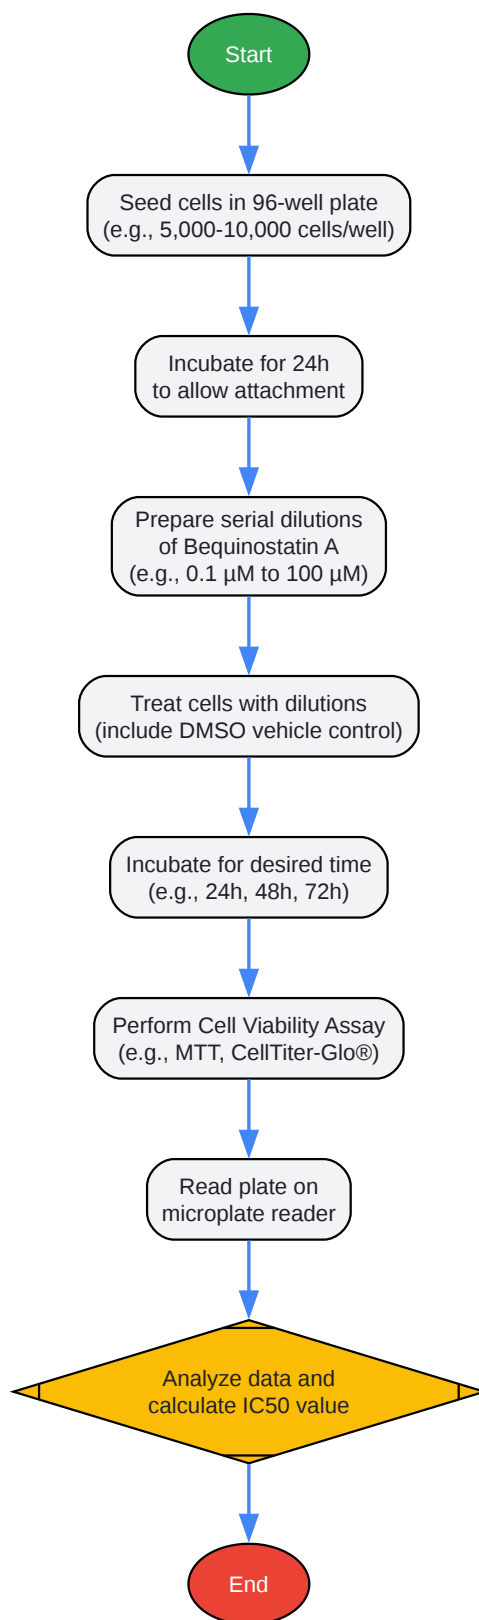 Start
Seed cells in 96-well plate
(e.g., 5,000-10,000 cells/well)
Incubate for 24h
to allow attachment
Prepare serial dilutions
of Bequinostatin A
(e.g., 0.1 µM to 100 µM)
Treat cells with dilutions
(include DMSO vehicle control)
Incubate for desired time
(e.g., 24h, 48h, 72h)
Perform Cell Viability Assay
(e.g., MTT, CellTiter-Glo®)
Read plate on
microplate reader
Analyze data and
calculate IC50 value
End